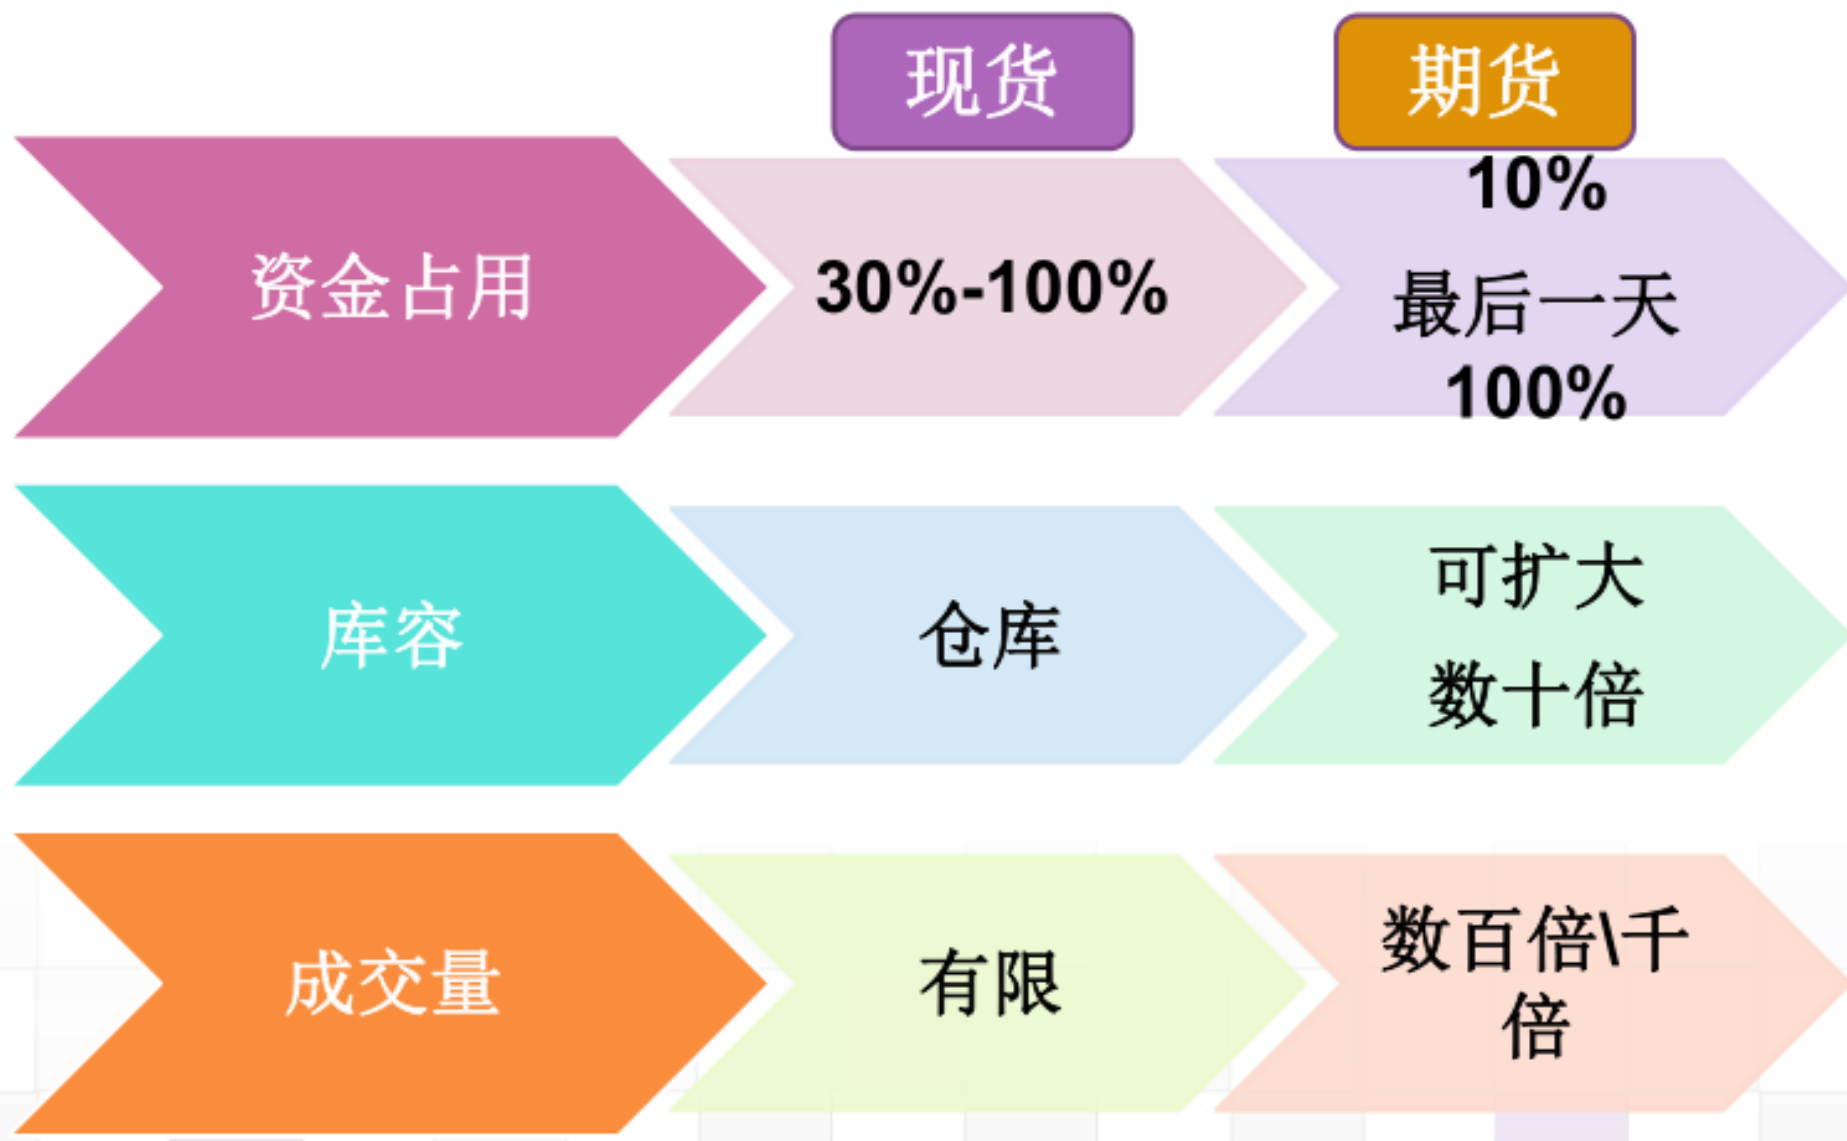 现货
期货
资金占用
30%-100%
10%
最后一天
100%
库容
仓库
可扩大
数十倍
成交量
有限
数百倍\千
倍